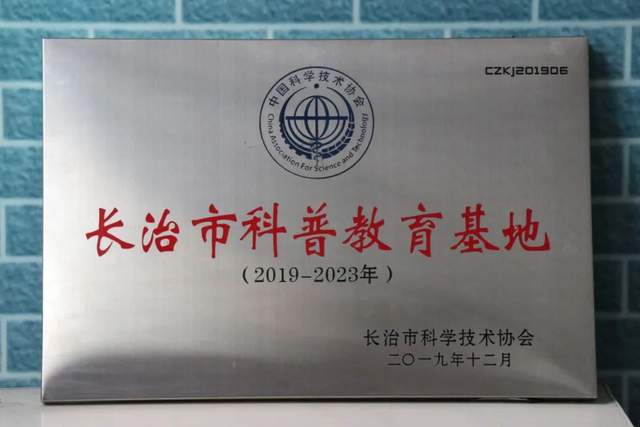 CZKJ201906
中国科学技术协会
China Association For Science and Technology
长治市科普教育基地
(2019-2023年)
长治市科学技术协会
二〇一九年十二月